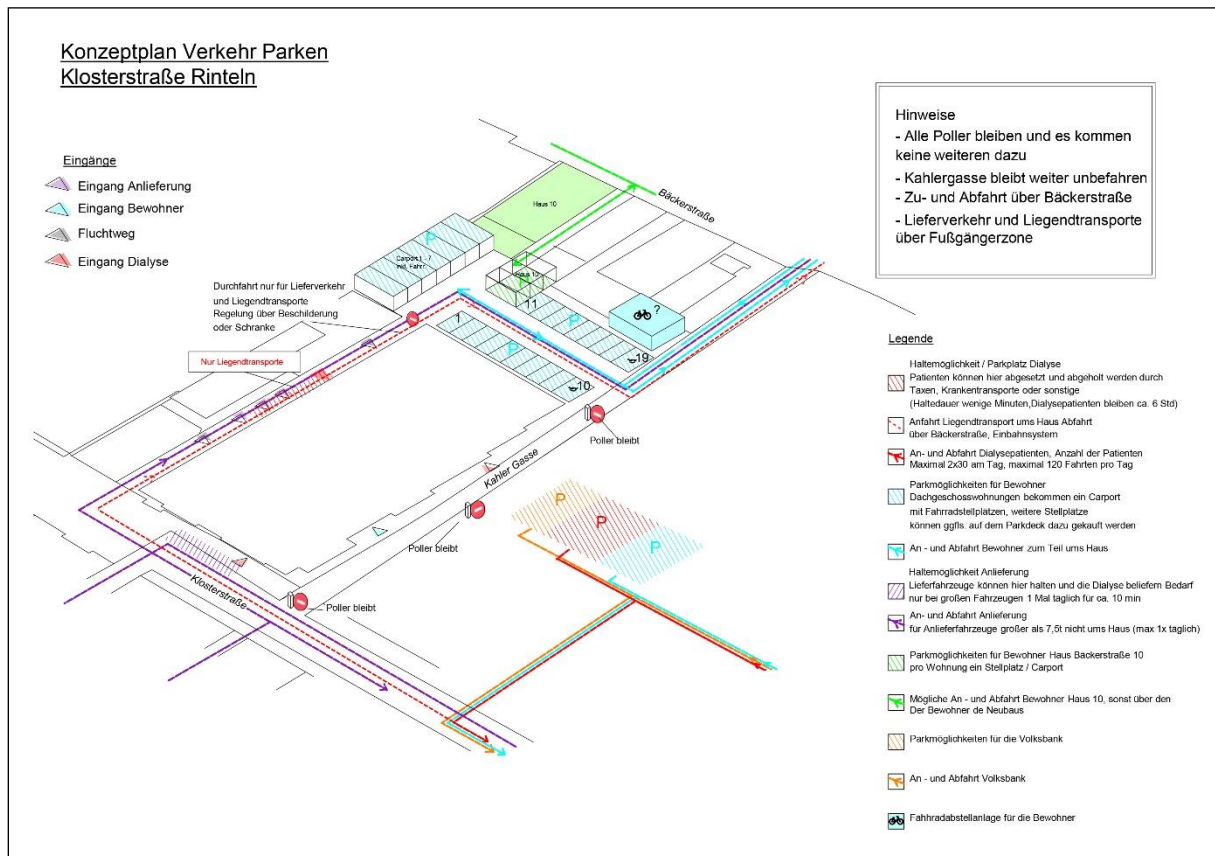 Konzeptplan Verkehr Parken
Klosterstraße Rinteln
Hinweise
- Alle Poller bleiben und es kommen
keine weiteren dazu
- Kahlergasse bleibt weiter unbefahren
- Zu- und Abfahrt über Bäckerstraße
- Lieferverkehr und Liegendtransporte
über Fußgängerzone
Eingänge
Eingang Anlieferung
Eingang Bewohner
Fluchtweg
Eingang Dialyse
Bäckerstraße
Haus 10
P
Carport 1 - 7
Haus 10
11
P
?
19
1
P
10
Durchfahrt nur für Lieferverkehr
und Liegendtransporte
Regelung über Beschilderung
oder Schranke
Nur Liegendtransporte
Poller bleibt
Kahler Gasse
Poller bleibt
Poller bleibt
P
P
P
Klosterstraße
Legende
Haltemöglichkeit / Parkplatz Dialyse
Patienten können hier abgesetzt und abgeholt werden durch
Taxen, Krankentransporte oder sonstige
(Haltedauer wenige Minuten,Dialysepatienten bleiben ca. 6 Std)
Anfahrt Liegendtransport ums Haus Abfahrt
über Bäckerstraße, Einbahnsystem
An- und Abfahrt Dialysepatienten, Anzahl der Patienten
Maximal 2x30 am Tag, maximal 120 Fahrten pro Tag
Parkmöglichkeiten für Bewohner
Dachgeschosswohnungen bekommen ein Carport
mit Fahrradstellplätzen, weitere Stellplätze
können ggfls. auf dem Parkdeck dazu gekauft werden
An - und Abfahrt Bewohner zum Teil ums Haus
Haltemöglichkeit Anlieferung
Lieferfahrzeuge können hier halten und die Dialyse beliefern Bedarf
nur bei großen Fahrzeugen 1 Mal täglich für ca. 10 min
An- und Abfahrt Anlieferung
für Anlieferfahrzeuge großer als 7,5t nicht ums Haus (max 1x taglich)
Parkmöglichkeiten für Bewohner Haus Bäckerstraße 10
pro Wohnung ein Stellplatz / Carport
Mögliche An - und Abfahrt Bewohner Haus 10, sonst über den
Der Bewohner de Neubaus
Parkmöglichkeiten für die Volksbank
An - und Abfahrt Volksbank
Fahhradabstellanlage für die Bewohner